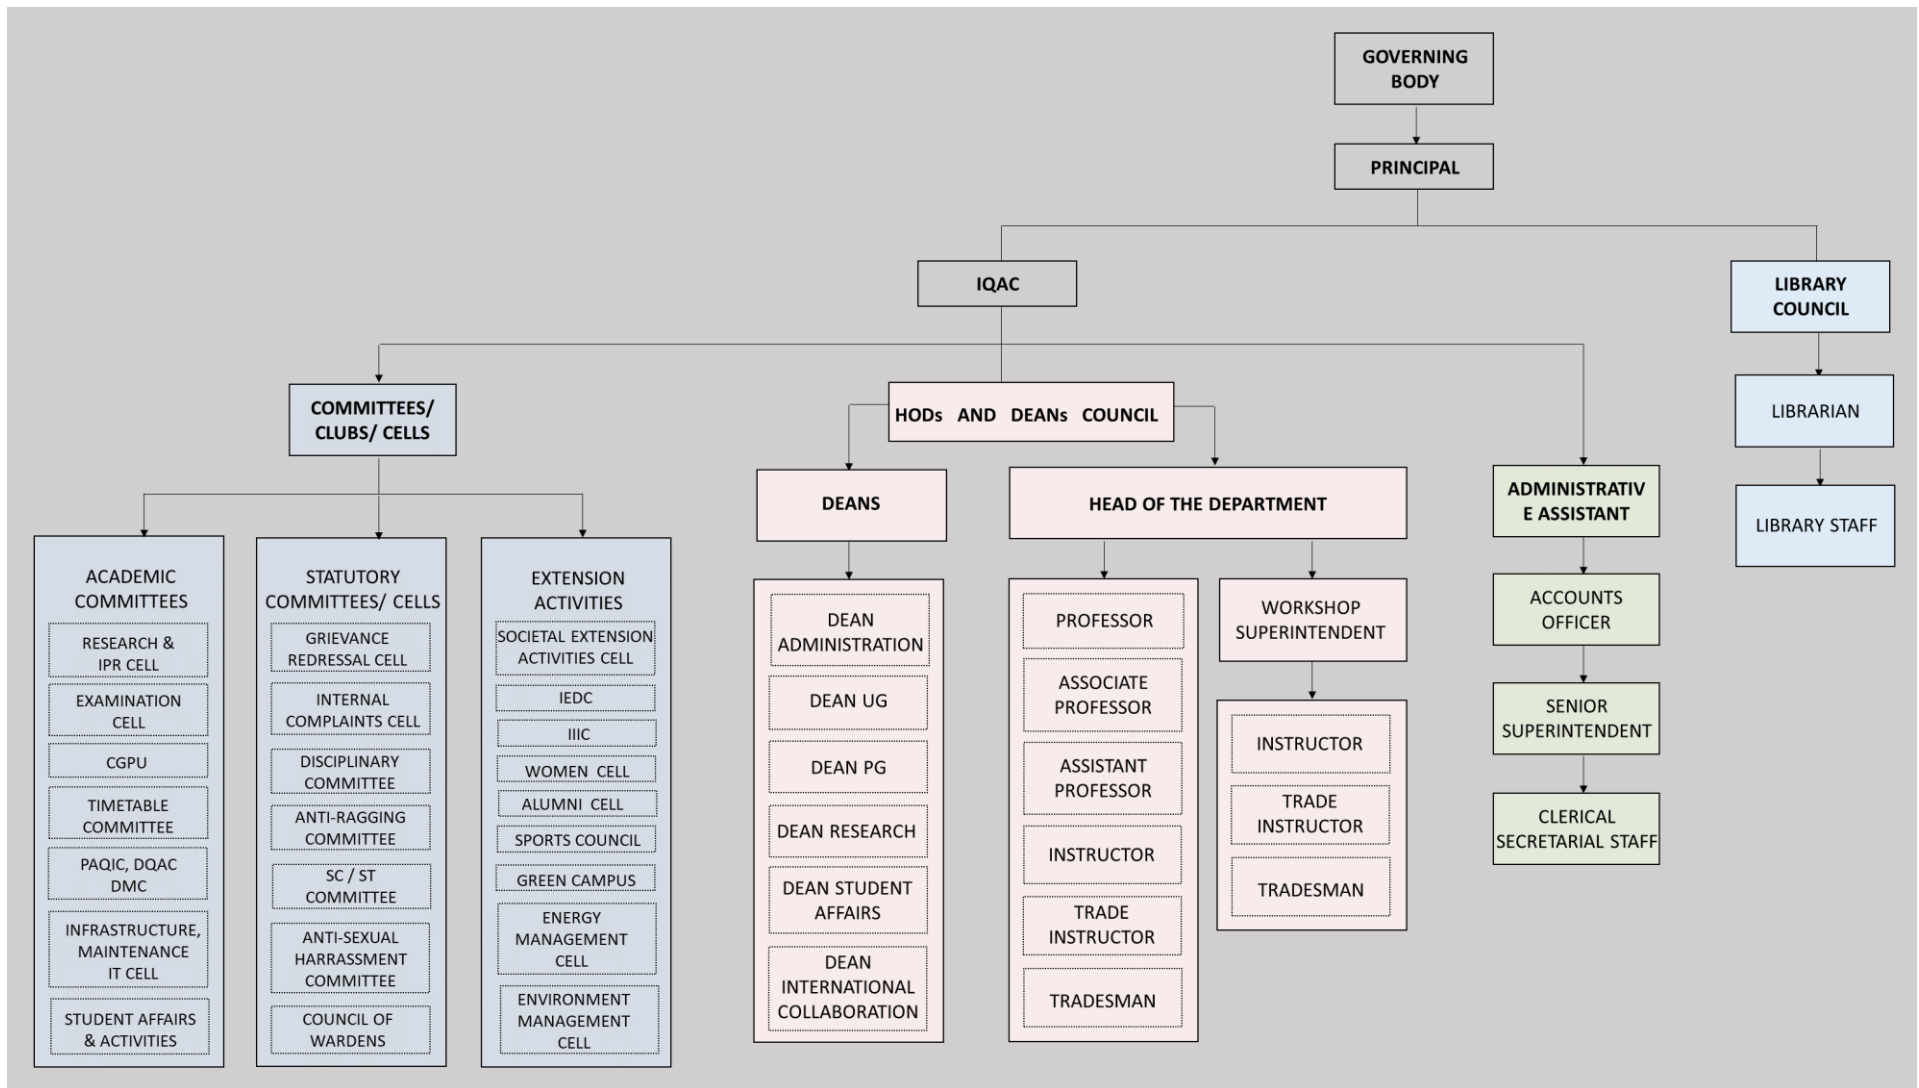 GOVERNING
BODY
PRINCIPAL
IQAC
LIBRARY
COUNCIL
LIBRARIAN
LIBRARY STAFF
COMMITTEES/
CLUBS/ CELLS
HODs AND DEANs COUNCIL
ACADEMIC
COMMITTEES
RESEARCH &
IPR CELL
EXAMINATION
CELL
CGPU
TIMETABLE
COMMITTEE
PAQIC, DQAC
DMC
INFRASTRUCTURE,
MAINTENANCE
IT CELL
STUDENT AFFAIRS
& ACTIVITIES
STATUTORY
COMMITTEES/ CELLS
GRIEVANCE
REDRESSAL CELL
INTERNAL
COMPLAINTS CELL
DISCIPLINARY
COMMITTEE
ANTI-RAGGING
COMMITTEE
SC / ST
COMMITTEE
ANTI-SEXUAL
HARRASSMENT
COMMITTEE
COUNCIL OF
WARDENS
EXTENSION
ACTIVITIES
SOCIETAL EXTENSION
ACTIVITIES CELL
IEDC
IIIC
WOMEN CELL
ALUMNI CELL
SPORTS COUNCIL
GREEN CAMPUS
ENERGY
MANAGEMENT
CELL
ENVIRONMENT
MANAGEMENT
CELL
DEANS
DEAN
ADMINISTRATION
DEAN UG
DEAN PG
DEAN RESEARCH
DEAN STUDENT
AFFAIRS
DEAN
INTERNATIONAL
COLLABORATION
HEAD OF THE DEPARTMENT
PROFESSOR
ASSOCIATE
PROFESSOR
ASSISTANT
PROFESSOR
INSTRUCTOR
TRADE
INSTRUCTOR
TRADESMAN
WORKSHOP
SUPERINTENDENT
INSTRUCTOR
TRADE
INSTRUCTOR
TRADESMAN
ADMINISTRATIV
E ASSISTANT
ACCOUNTS
OFFICER
SENIOR
SUPERINTENDENT
CLERICAL
SECRETARIAL STAFF